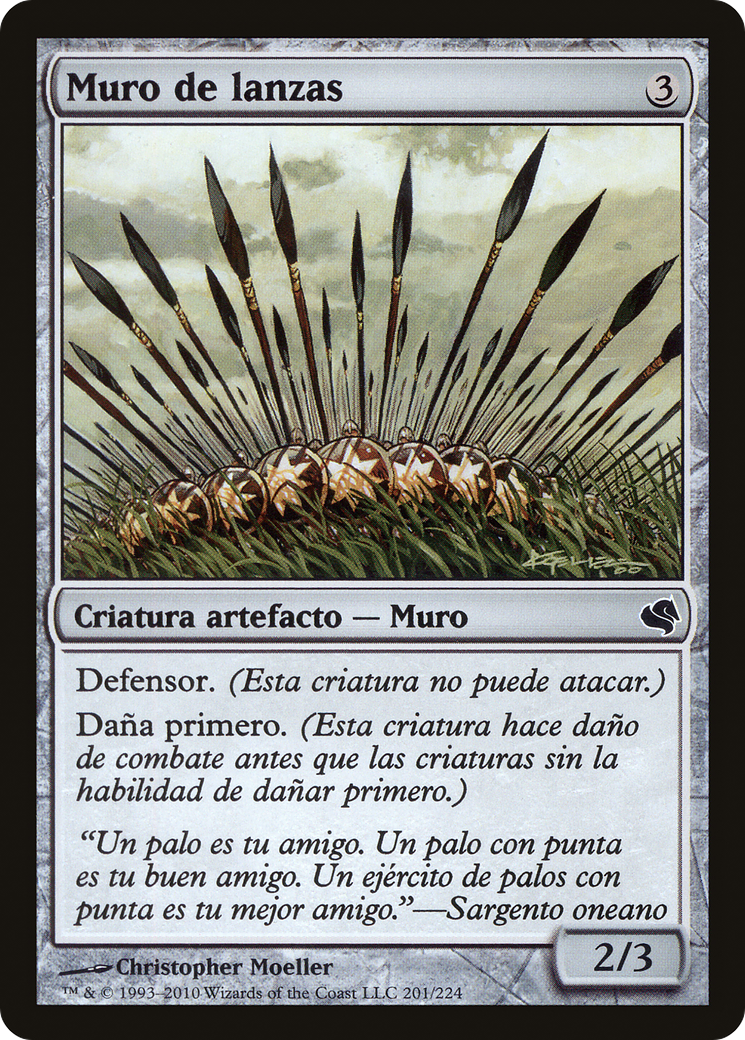 Muro de lanzas
3
Criatura artefacto — Muro
Defensor. (Esta criatura no puede atacar.)
Daña primero. (Esta criatura hace daño
de combate antes que las criaturas sin la
habilidad de dañar primero.)
“Un palo es tu amigo. Un palo con punta
es tu buen amigo. Un ejército de palos con
punta es tu mejor amigo.”—Sargento oneano
2/3
Christopher Moeller
™ & © 1993–2010 Wizards of the Coast LLC 201/224